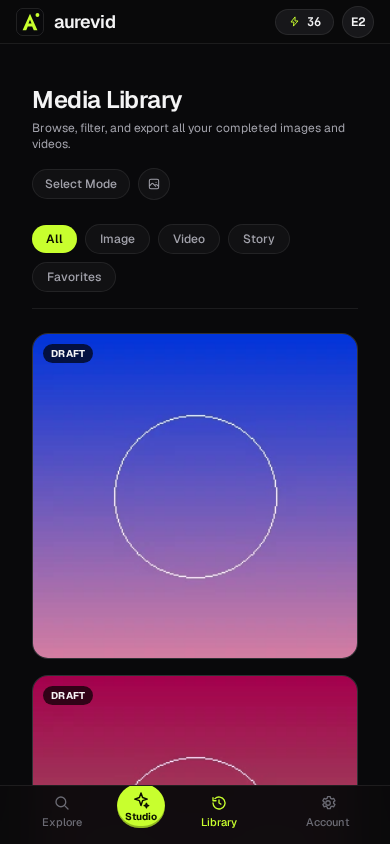 aurevid
36
E2
Media Library
Browse, filter, and export all your completed images and
videos.
Select Mode
All
Image
Video
Story
Favorites
DRAFT
DRAFT
Explore
Studio
Library
Account